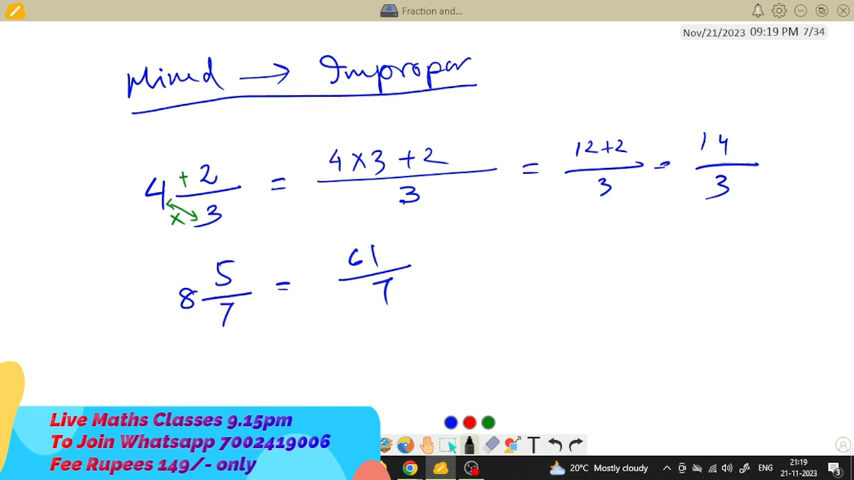 Fraction and...
Nov/21/2023 09:19 PM 7/34
Mixed → Impropar
4 + 2/3 × = 4×3+2/3 = 12+2/3 = 14/3
8 5/7 = 61/7
Live Maths Classes 9.15pm
To Join Whatsapp 7002419006
Fee Rupees 149/- only
T
20°C Mostly cloudy ENG 21:19
21-11-2023 3